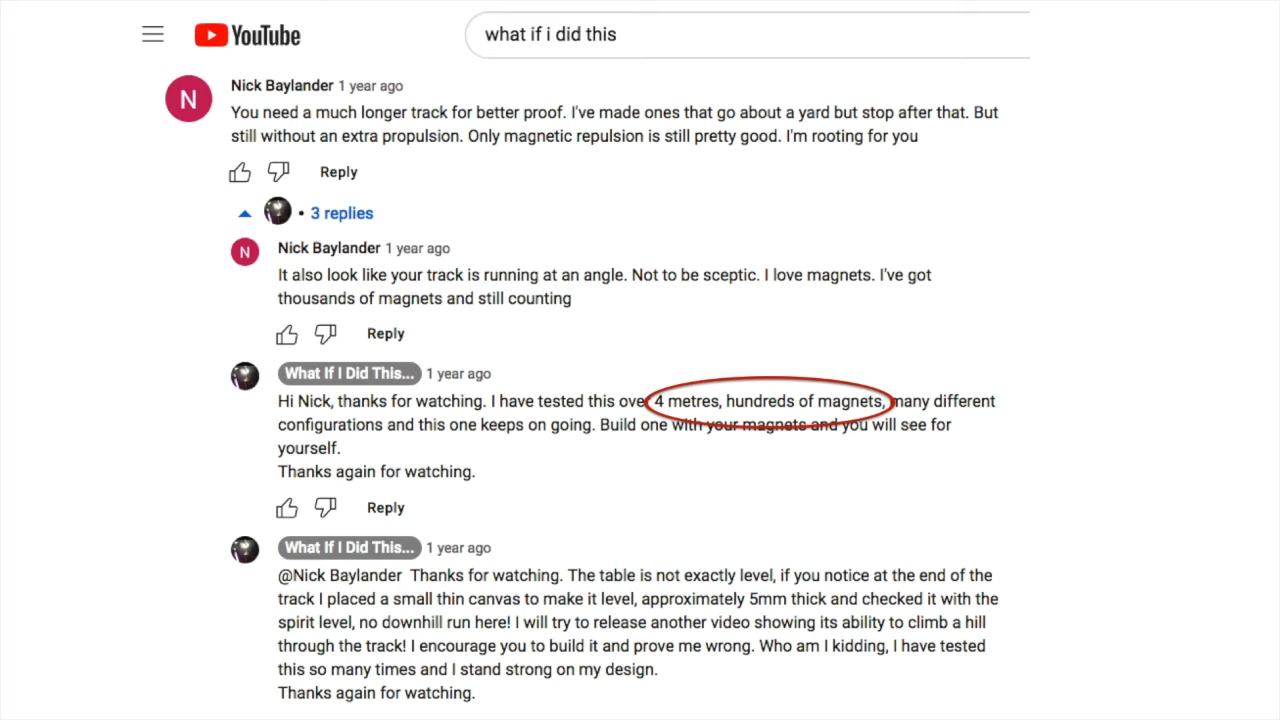 YouTube
what if i did this
N
Nick Baylander 1 year ago
You need a much longer track for better proof. I've made ones that go about a yard but stop after that. But
still without an extra propulsion. Only magnetic repulsion is still pretty good. I'm rooting for you
Reply
• 3 replies
N
Nick Baylander 1 year ago
It also look like your track is running at an angle. Not to be sceptic. I love magnets. I've got
thousands of magnets and still counting
Reply
What If I Did This... 1 year ago
Hi Nick, thanks for watching. I have tested this over 4 metres, hundreds of magnets, many different
configurations and this one keeps on going. Build one with your magnets and you will see for
yourself.
Thanks again for watching.
Reply
What If I Did This... 1 year ago
@Nick Baylander Thanks for watching. The table is not exactly level, if you notice at the end of the
track I placed a small thin canvas to make it level, approximately 5mm thick and checked it with the
spirit level, no downhill run here! I will try to release another video showing its ability to climb a hill
through the track! I encourage you to build it and prove me wrong. Who am I kidding, I have tested
this so many times and I stand strong on my design.
Thanks again for watching.